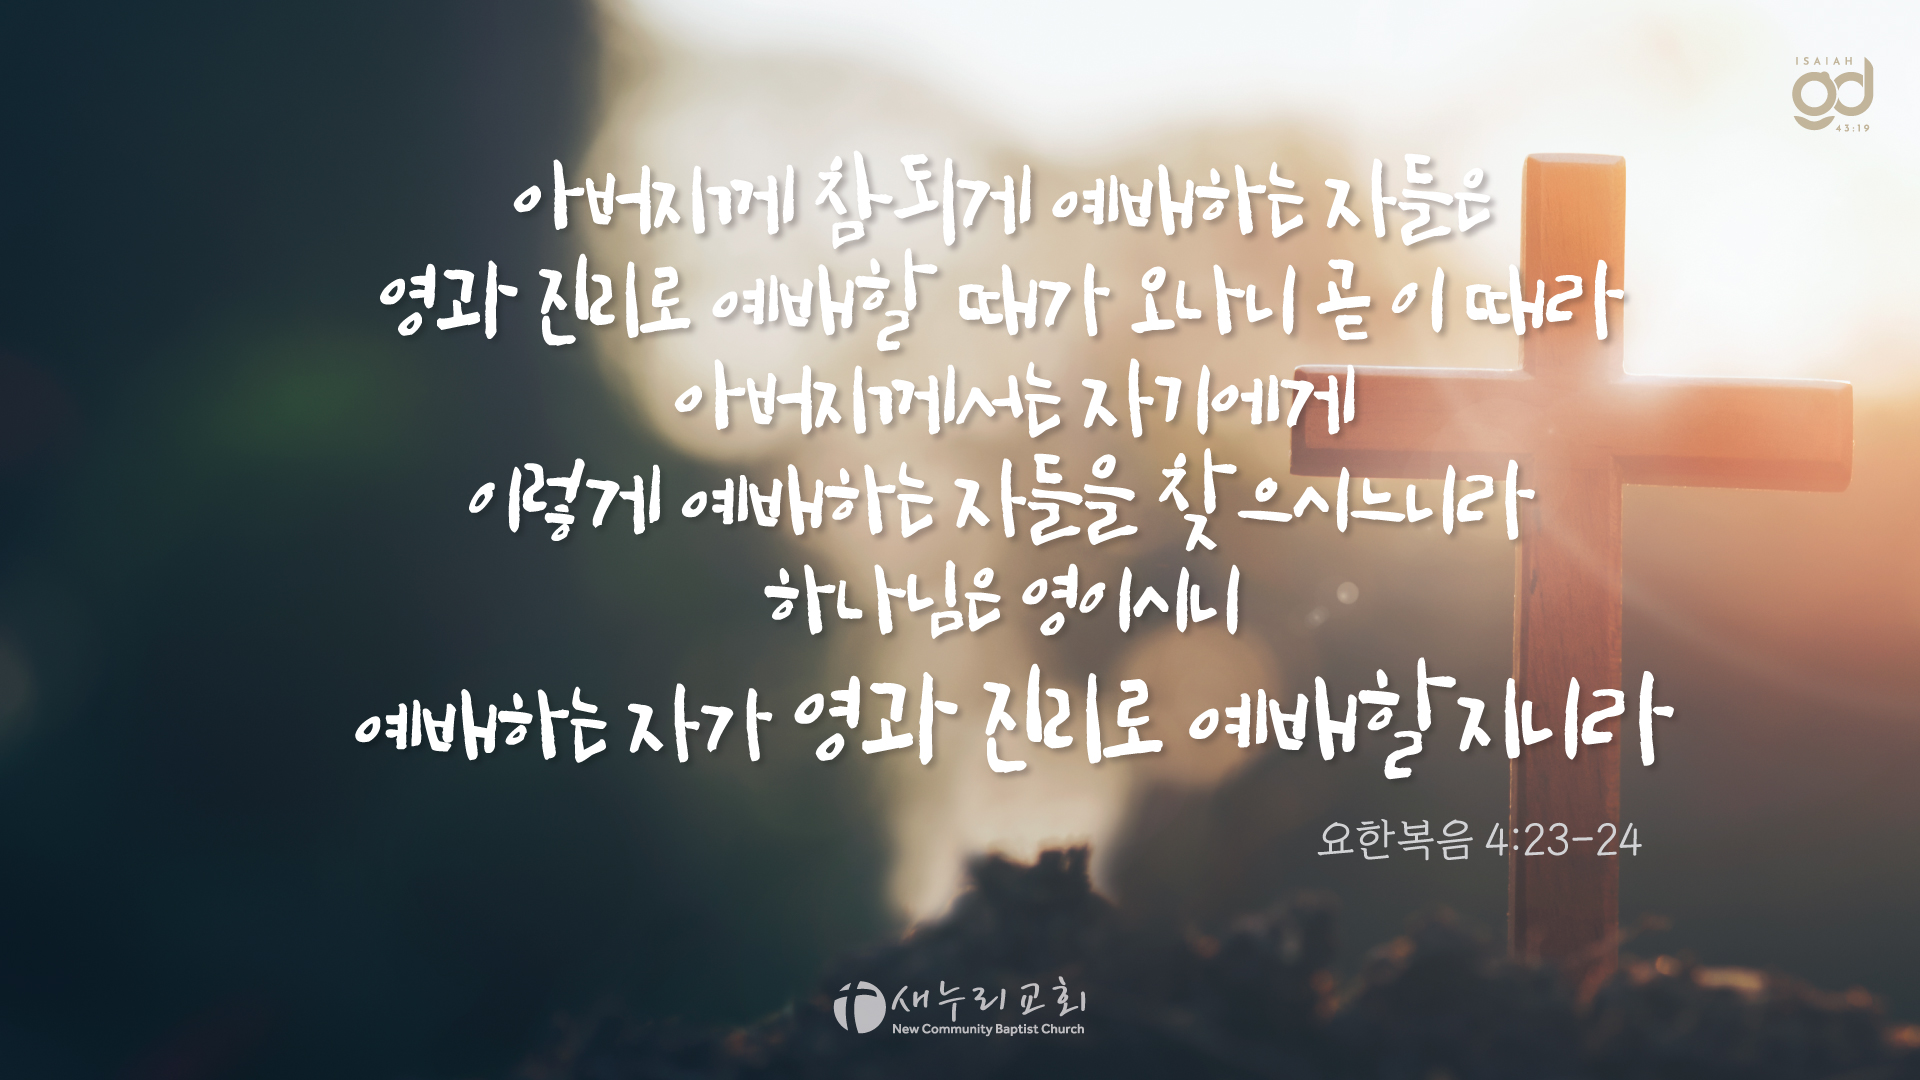 ISAIAH
gd
43:19
아버지께 참되게 예배하는 자들은
영과 진리로 예배할 때가 오나니 곧 이 때라
아버지께서는 자기에게
이렇게 예배하는 자들을 찾으시느니라
하나님은 영이시니
예배하는 자가 영과 진리로 예배할지니라
요한복음 4:23-24
새누리교회
New Community Baptist Church